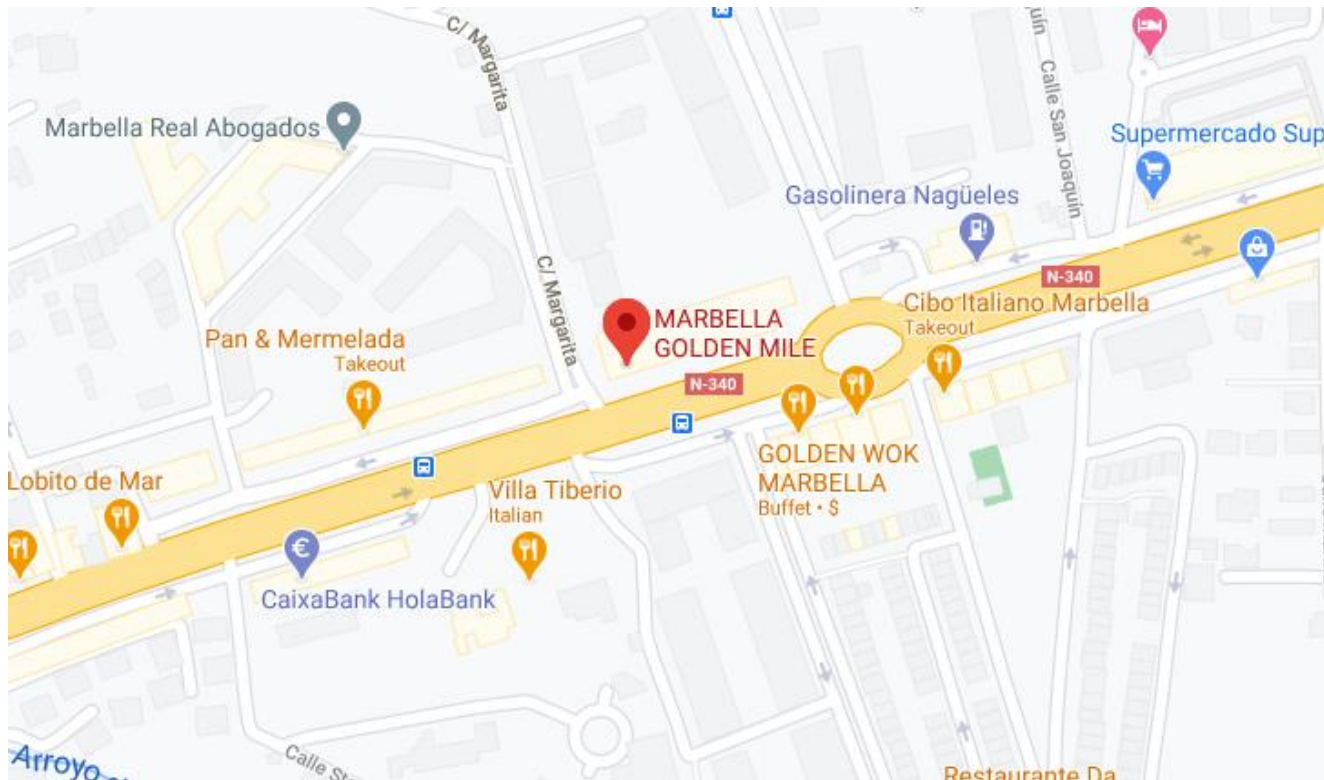 C/ Margarita
Marbella Real Abogados
Calle San Joaquín
Supermercado Sup
Gasolinera Nagüeles
C/ Margarita
N-340
Pan & Mermelada
Takeout
MARBELLA
GOLDEN MILE
Cibo Italiano Marbella
Takeout
N-340
Lobito de Mar
Villa Tiberio
Italian
GOLDEN WOK
MARBELLA
Buffet • $
CaixaBank HolaBank
Arroyo
Calle
Restaurante Da